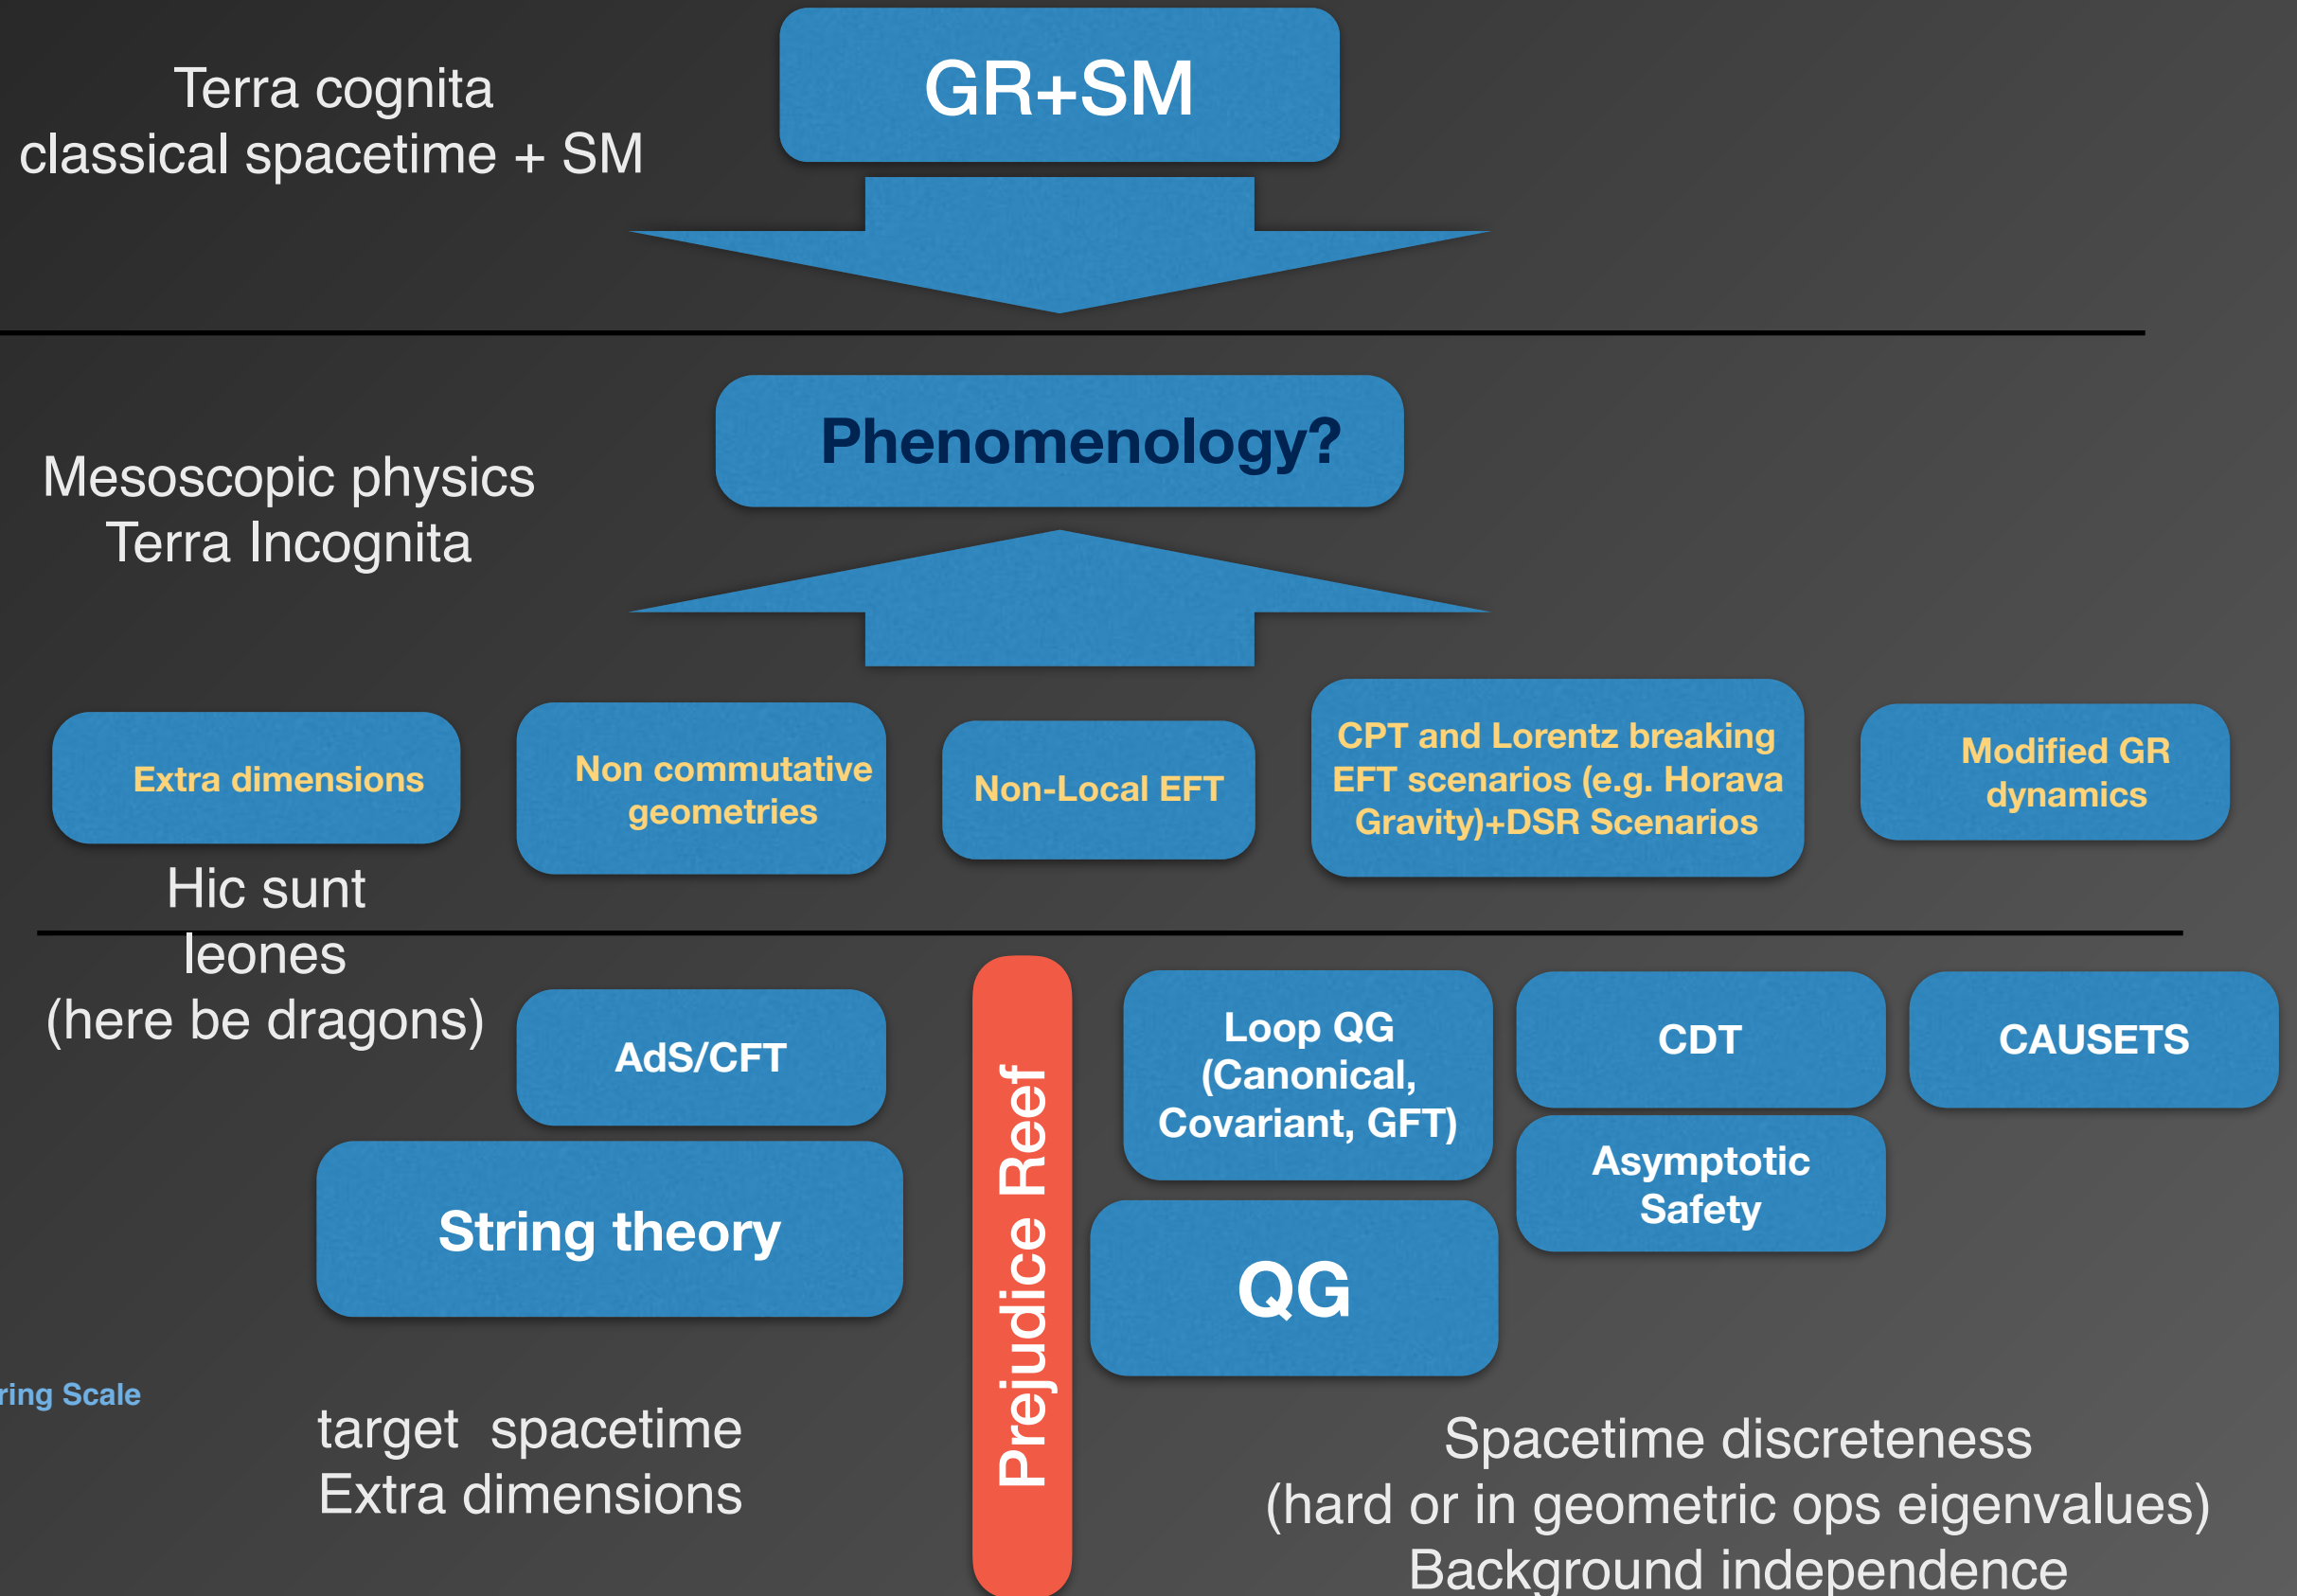 Terra cognita
classical spacetime + SM
GR+SM
Mesoscopic physics
Terra Incognita
Phenomenology?
Extra dimensions
Non commutative
geometries
Non-Local EFT
CPT and Lorentz breaking
EFT scenarios (e.g. Horava
Gravity)+DSR Scenarios
Modified GR
dynamics
Hic sunt
leones
(here be dragons)
AdS/CFT
String theory
Prejudice Reef
Loop QG
(Canonical,
Covariant, GFT)
CDT
CAUSETS
Asymptotic
Safety
QG
ring Scale
target spacetime
Extra dimensions
Spacetime discreteness
(hard or in geometric ops eigenvalues)
Background independence